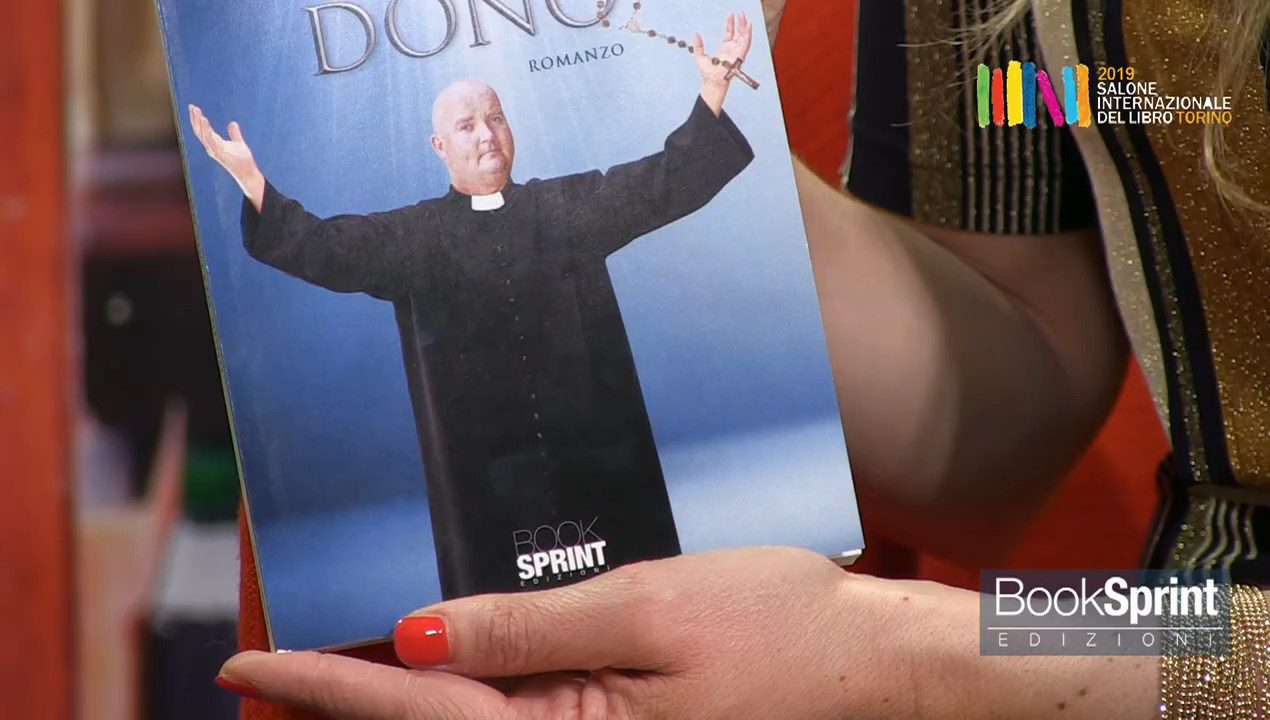 DONO
ROMANZO
2019
SALONE
INTERNAZIONALE
DEL LIBRO TORINO
BOOK
SPRINT
EDIZIONI
BookSprint
EDIZIONI